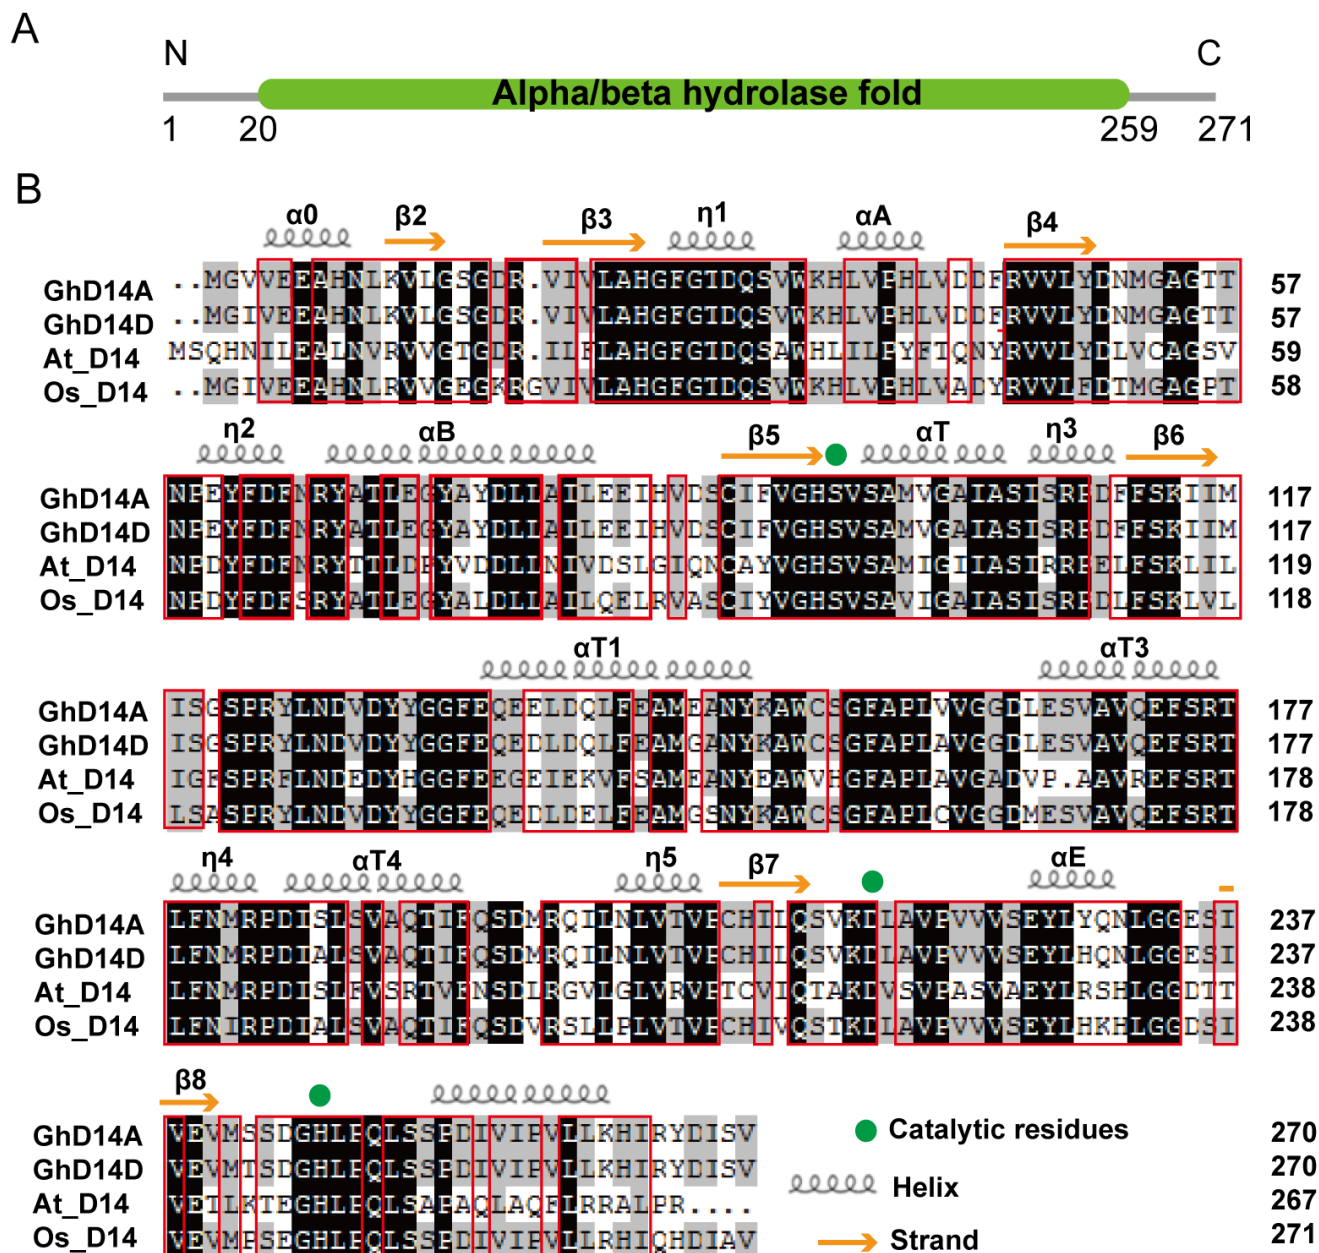 A
N C
Alpha/beta hydrolase fold
1 20 259 271
B
α0 β2 β3 η1 αA β4
GhD14A ..MGVVEEAHNLKVLGSGDR.VIVLAHGFGTDQSVWKHLVPHLVDDFRVVLYDNMGAGTT 57
GhD14D ..MGIVEEAHNLKVLGSGDR.VIVLAHGFGTDQSVWKHLVPHLVDDFRVVLYDNMGAGTT 57
At_D14 MSQHNILEALNVRVVGTGDR.ILFLAHGFGTDQSAWHLILPYFTQNYRVVLYDLVCAGSV 59
Os_D14 ..MGIVEEAHNLRVVGEGKRGVIVLAHGFGTDQSVWKHLVPHLVADYRVVLFDTMGAGPT 58
η2 αB β5 αT η3 β6
GhD14A NPEYFDFNRYATLEGYAYDLLAILEEIHVDSCIFVGHSVSAMVGAIASISRPDFFSKIIM 117
GhD14D NPEYFDFNRYATLEGYAYDLLAILEEIHVDSCIFVGHSVSAMVGAIASISRPDFFSKIIM 117
At_D14 NPDYFDFNRYTTLDPYVDDLLNIVDSLGIQNCAYVGHSVSAMIGIIASIRRPELFSKLIL 119
Os_D14 NPDYFDFSRYATLEGYALDLLAILQELRVASCIYVGHSVSAVIGAIASISRPDLFSKLVL 118
αT1 αT3
GhD14A ISGSPRYLNDVDYYGGFEQEELDQLFEAMEANYKAWCSGFAPLVVGGDLESVAVQEFSRT 177
GhD14D ISGSPRYLNDVDYYGGFEQEDLDQLFEAMGANYKAWCSGFAPLAVGGDLESVAVQEFSRT 177
At_D14 IGFSPRFLNDEDYHGGFEEGEIEKVFSAMEANYEAWVHGFAPLAVGADVP.AAVREFSRT 178
Os_D14 LSASPRYLNDVDYYGGFEQEDLDELFEAMGSNYKAWCSGFAPLCVGGDMESVAVQEFSRT 178
η4 αT4 η5 β7 αE
GhD14A LFNMRPDISLSVAQTIFQSDMRQILNLVTVPCHILQSVKDLAVPVVVSEYLYQNLGGESI 237
GhD14D LFNMRPDIALSVAQTIFQSDMRQILNLVTVPCHILQSVKDLAVPVVVSEYLHQNLGGESI 237
At_D14 LFNMRPDISLFVSRTVFNSDLRGVLGLVRVPTCVIQTAKDVSVPASVAEYLRSHLGGDTT 238
Os_D14 LFNIRPDIALSVAQTIFQSDVRSLLPLVTVPCHIVQSTKDLAVPVVVSEYLHKHLGGDSI 238
β8
GhD14A VEVMSSDGHLPQLSSPDIVIPVLLKHIRYDISV 270
GhD14D VEVMTSDGHLPQLSSPDIVIPVLLKHIRYDISV 270
At_D14 VETLKTEGHLPQLSAPAQLAQFLRRALPR.... 267
Os_D14 VEVMPSEGHLPQLSSPDIVIPVLLRHIQHDIAV 271
Catalytic residues
Helix
Strand